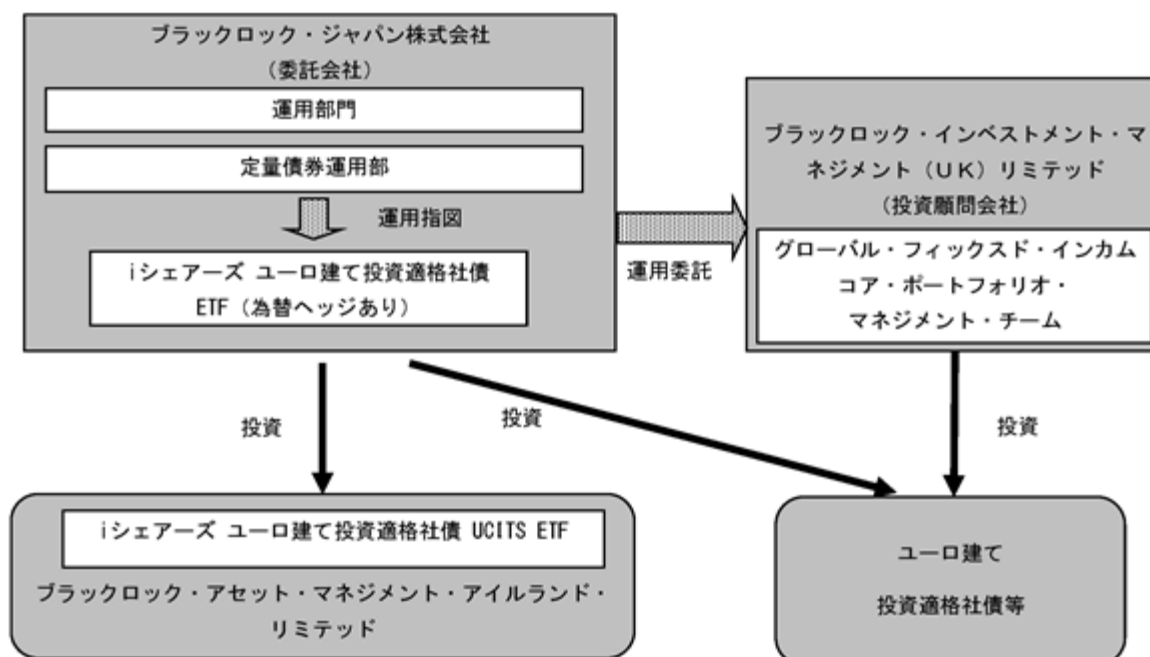 ブラックロック・ジャパン株式会社
（委託会社）
運用部門
定量債券運用部
運用指図
iシェアーズ ユーロ建て投資適格社債
ETF（為替ヘッジあり）
運用委託
ブラックロック・インベストメント・マ
ネジメント（ＵＫ）リミテッド
（投資顧問会社）
グローバル・フィックスド・インカム
コア・ポートフォリオ・
マネジメント・チーム
投資
投資
投資
iシェアーズ ユーロ建て投資適格社債 UCITS ETF
ブラックロック・アセット・マネジメント・アイルランド・
リミテッド
ユーロ建て
投資適格社債等